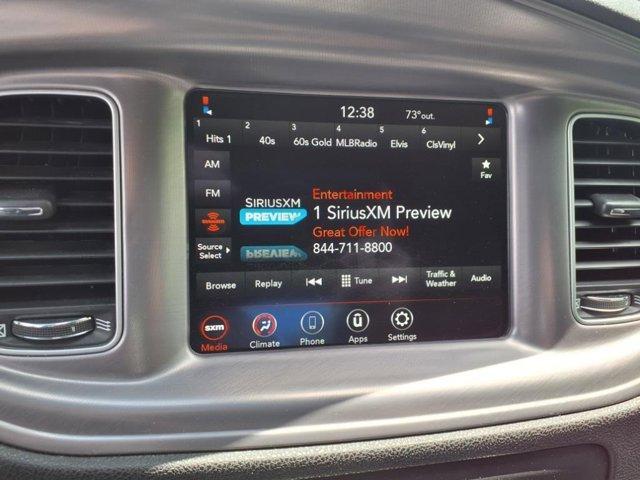 12:38 73°out.
1 2 3 4 5 6
Hits 1 40s 60s Gold MLBRadio Elvis ClsVinyl
AM
Fav
FM
Entertainment
SIRIUSXM
PREVIEW
1 SiriusXM Preview
Great Offer Now!
844-711-8800
Source
Select
Browse Replay Tune Traffic &
Weather Audio
sxm
Media Climate Phone Apps Settings